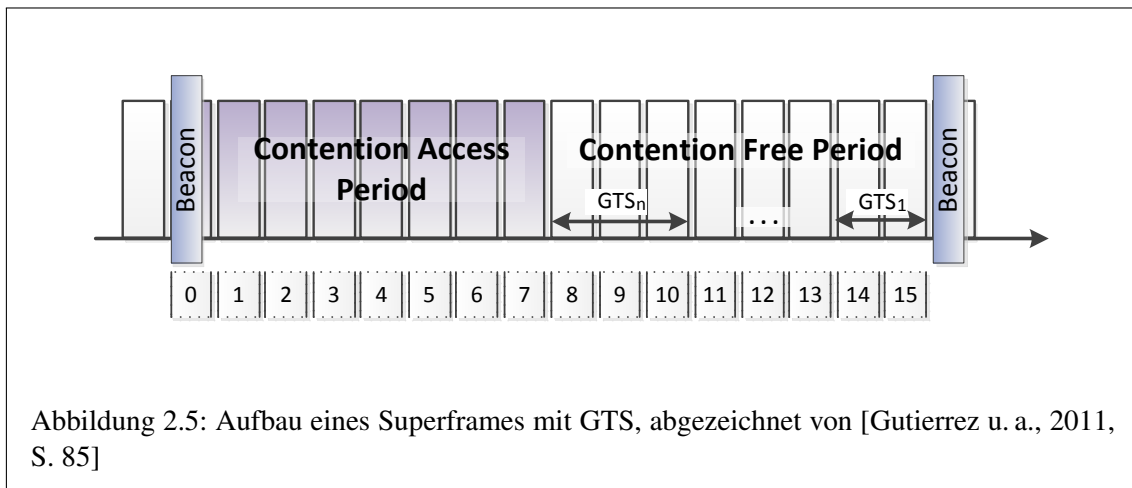 Beacon
Contention Access
Period
Contention Free Period
Beacon
GTSn
...
GTS1
0 1 2 3 4 5 6 7 8 9 10 11 12 13 14 15
Abbildung 2.5: Aufbau eines Superframes mit GTS, abgezeichnet von [Gutierrez u. a., 2011,
S. 85]